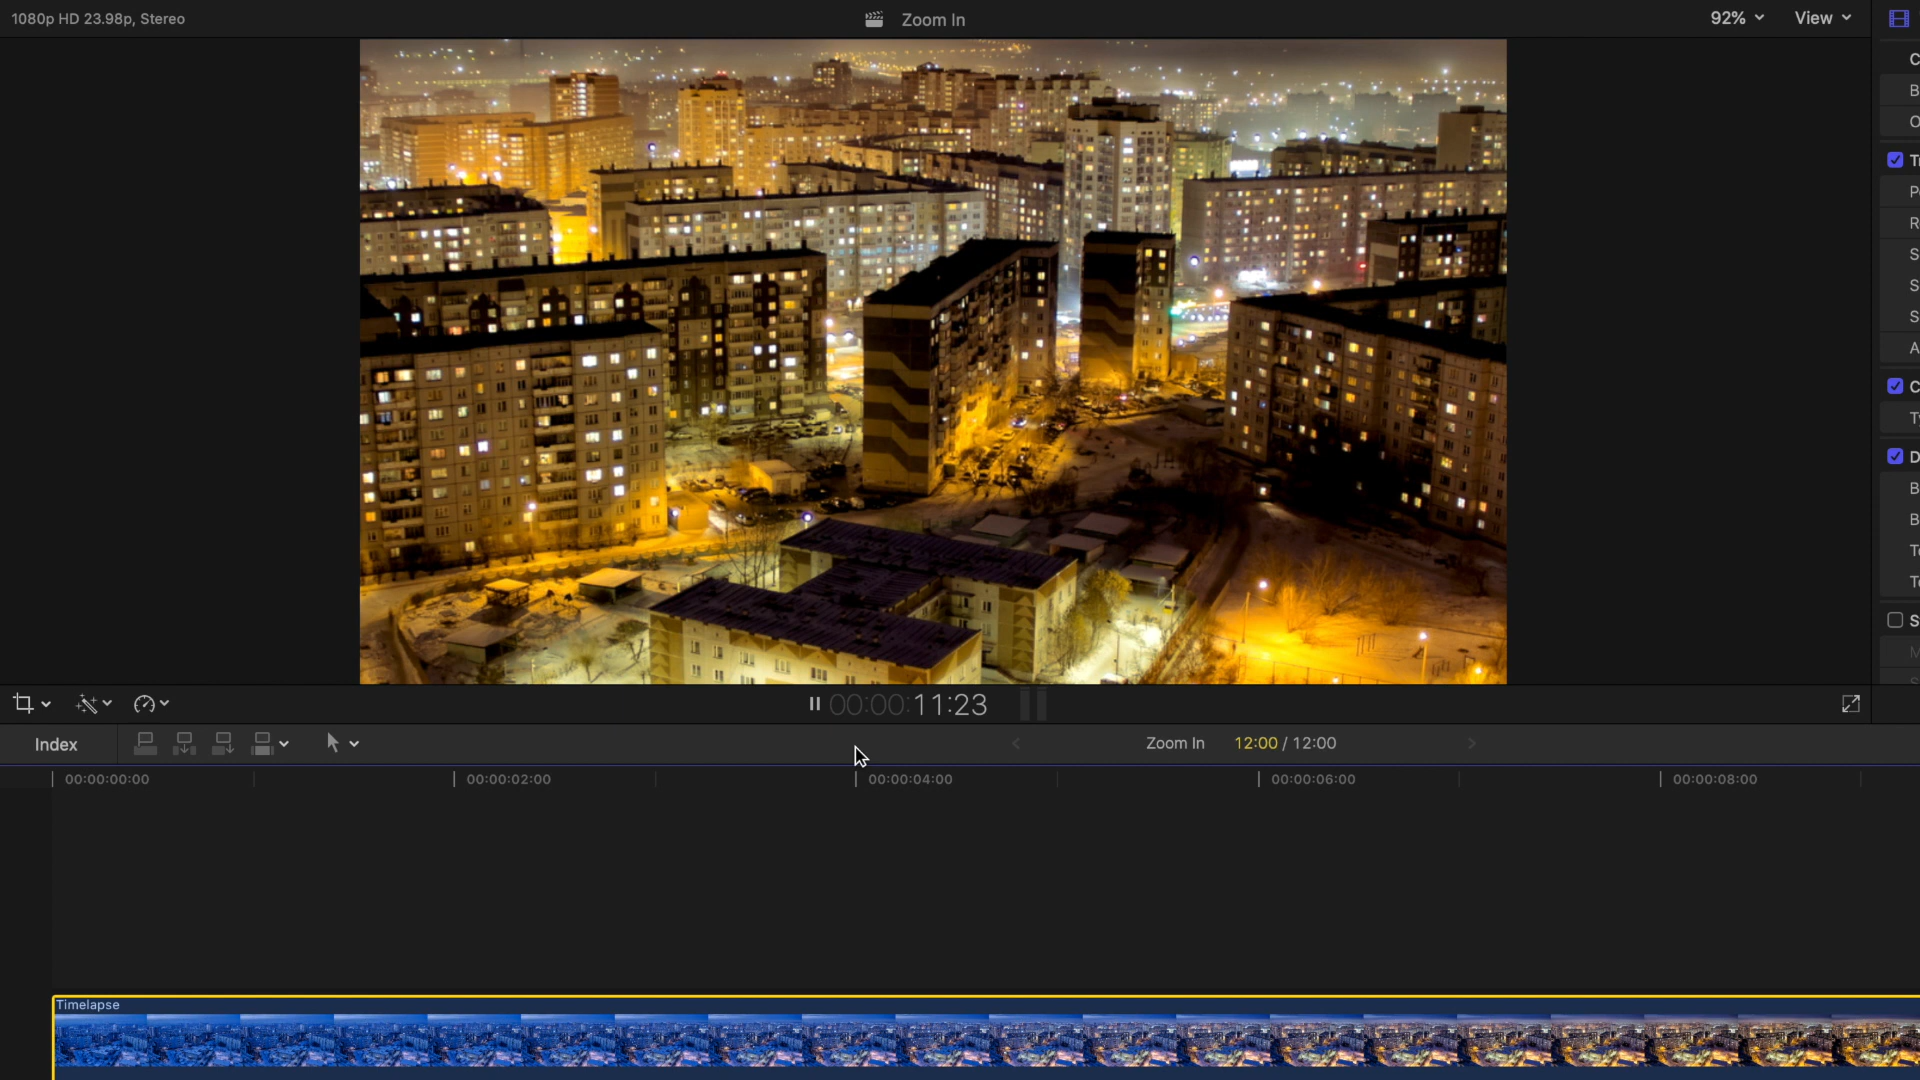 1080p HD 23.98p, Stereo
Zoom In
92%
View
00:00:00:11:23
Index
Zoom In
12:00 / 12:00
00:00:00:00
00:00:02:00
00:00:04:00
00:00:06:00
00:00:08:00
Timelapse